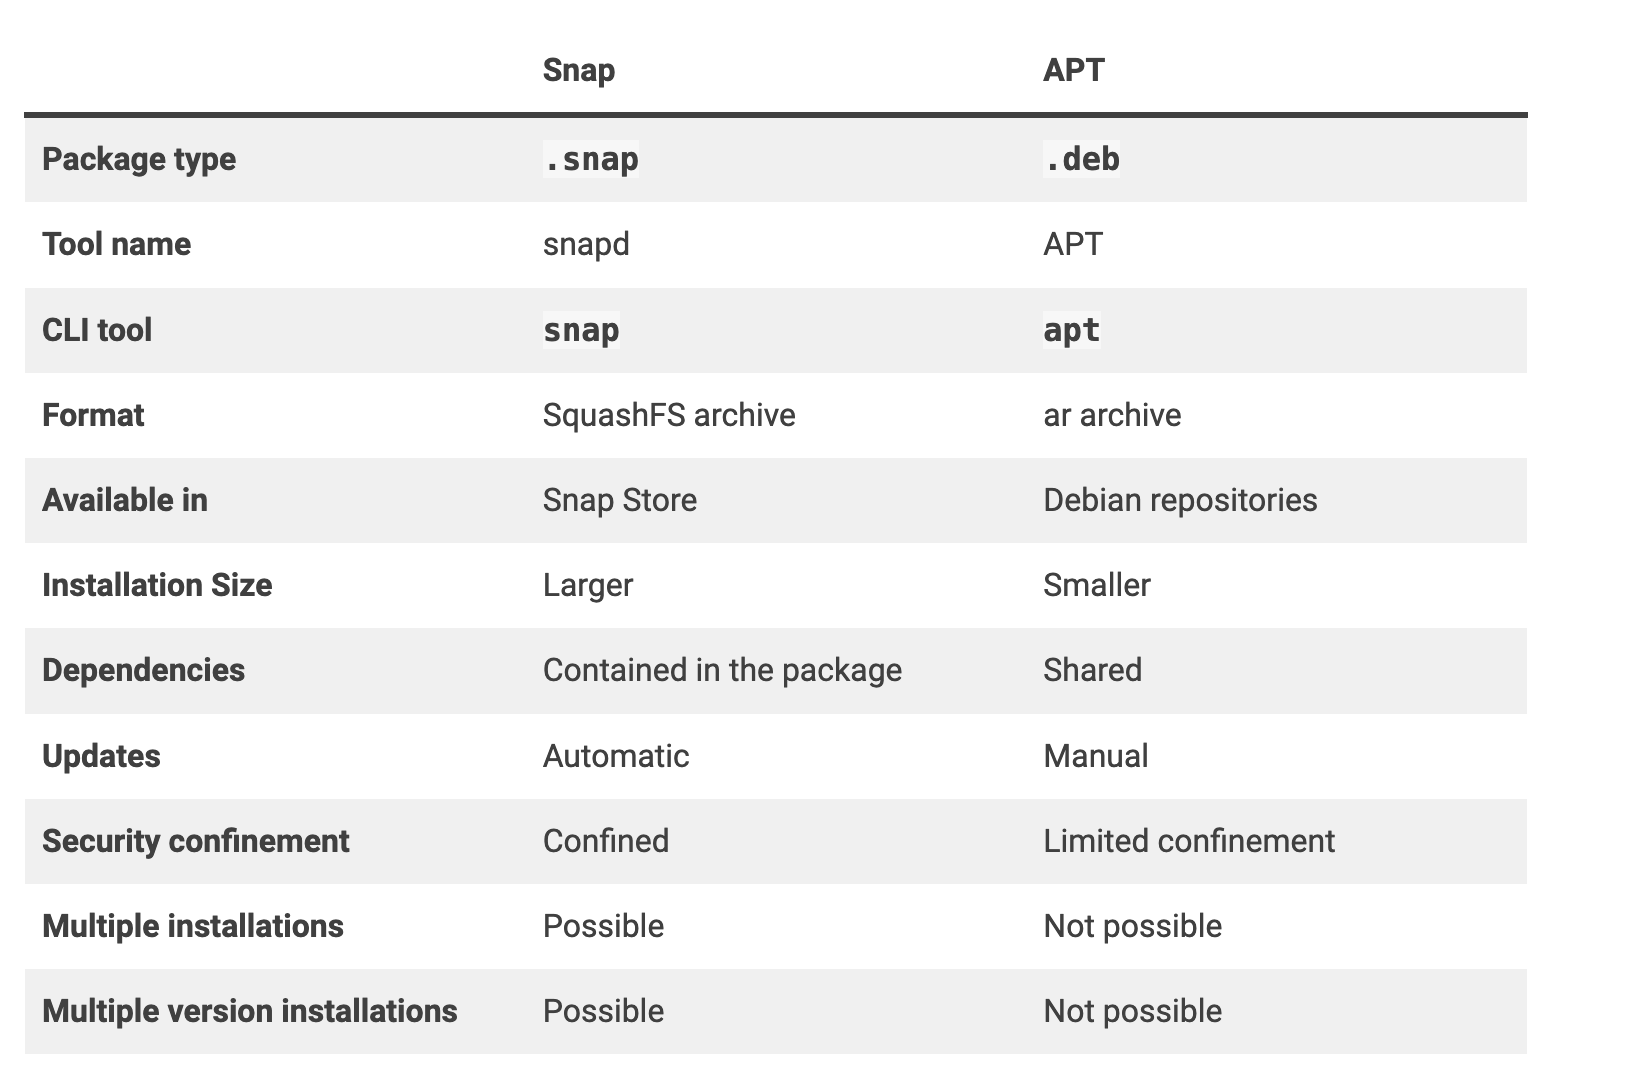 Snap APT
Package type .snap .deb
Tool name snapd APT
CLI tool snap apt
Format SquashFS archive ar archive
Available in Snap Store Debian repositories
Installation Size Larger Smaller
Dependencies Contained in the package Shared
Updates Automatic Manual
Security confinement Confined Limited confinement
Multiple installations Possible Not possible
Multiple version installations Possible Not possible